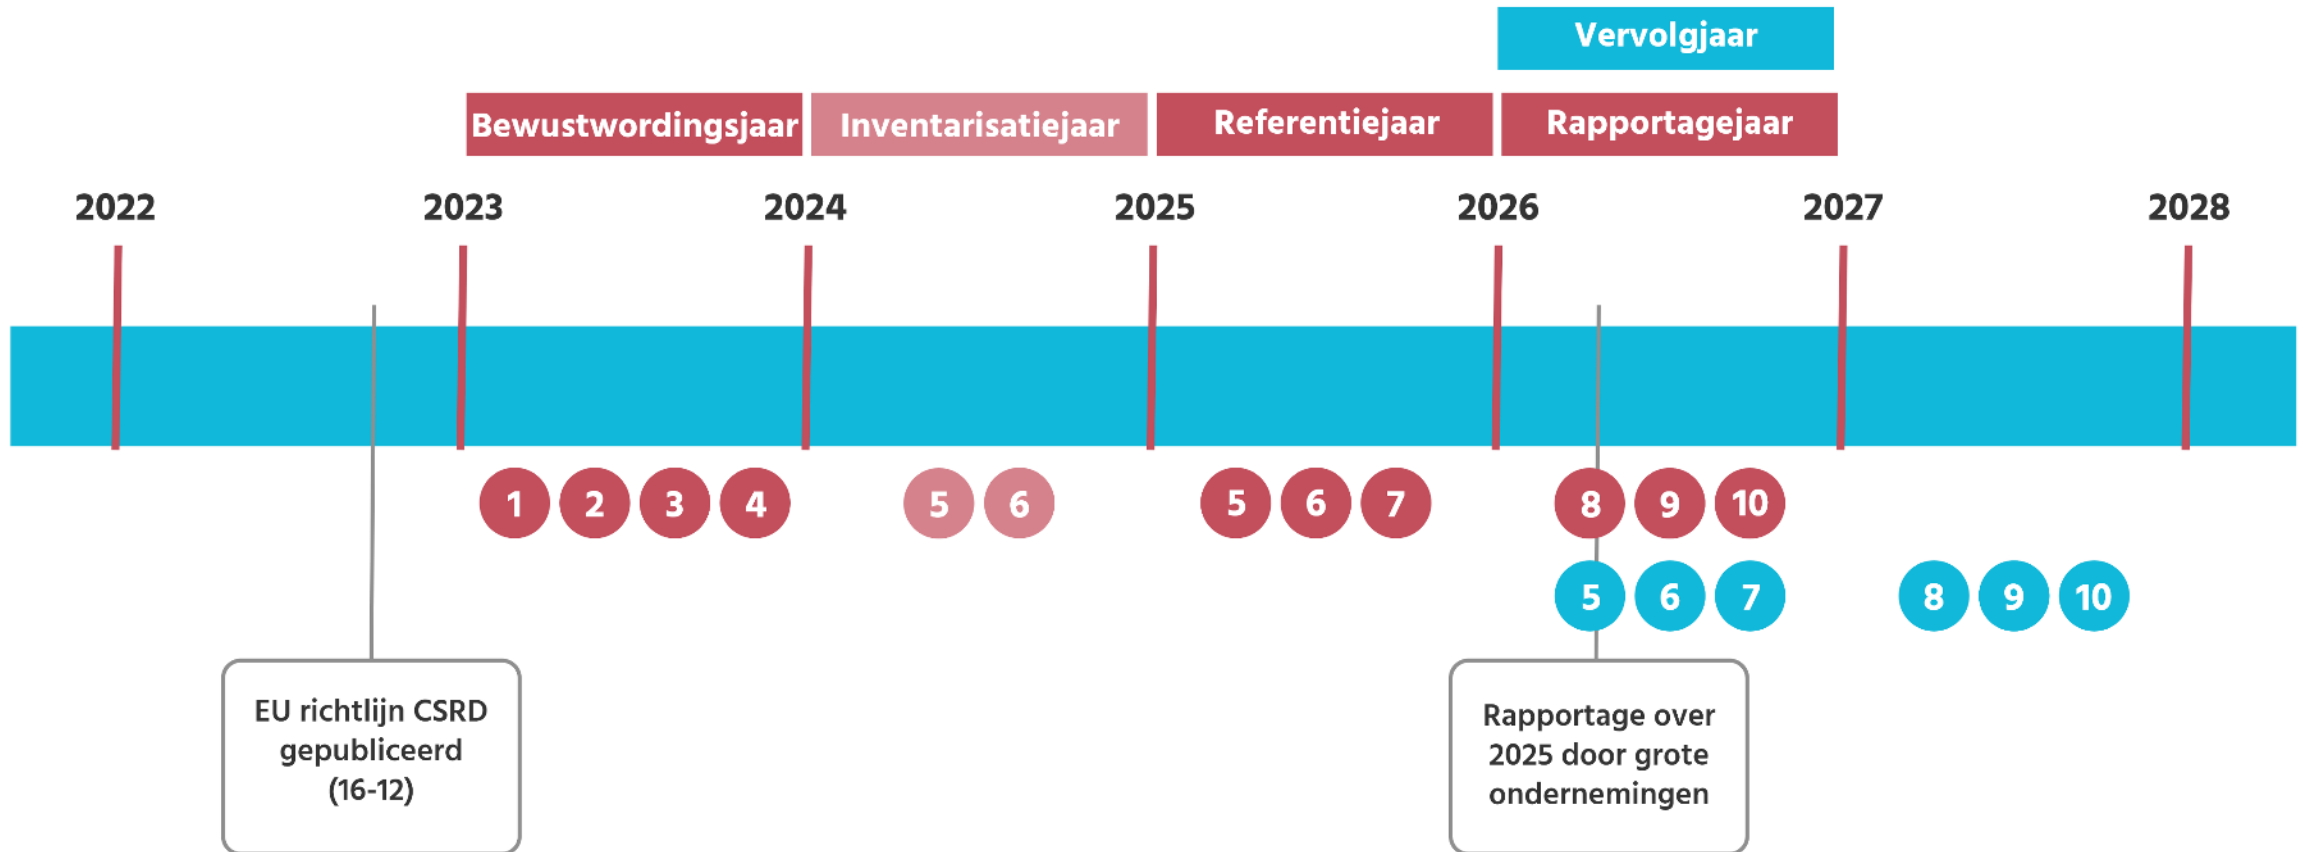 Vervolgjaar
Bewustwordingsjaar Inventarisatiejaar Referentiejaar Rapportagejaar
2022 2023 2024 2025 2026 2027 2028
1 2 3 4 5 6 5 6 7 8 9 10
5 6 7 8 9 10
EU richtlijn CSRD
gepubliceerd
(16-12)
Rapportage over
2025 door grote
ondernemingen